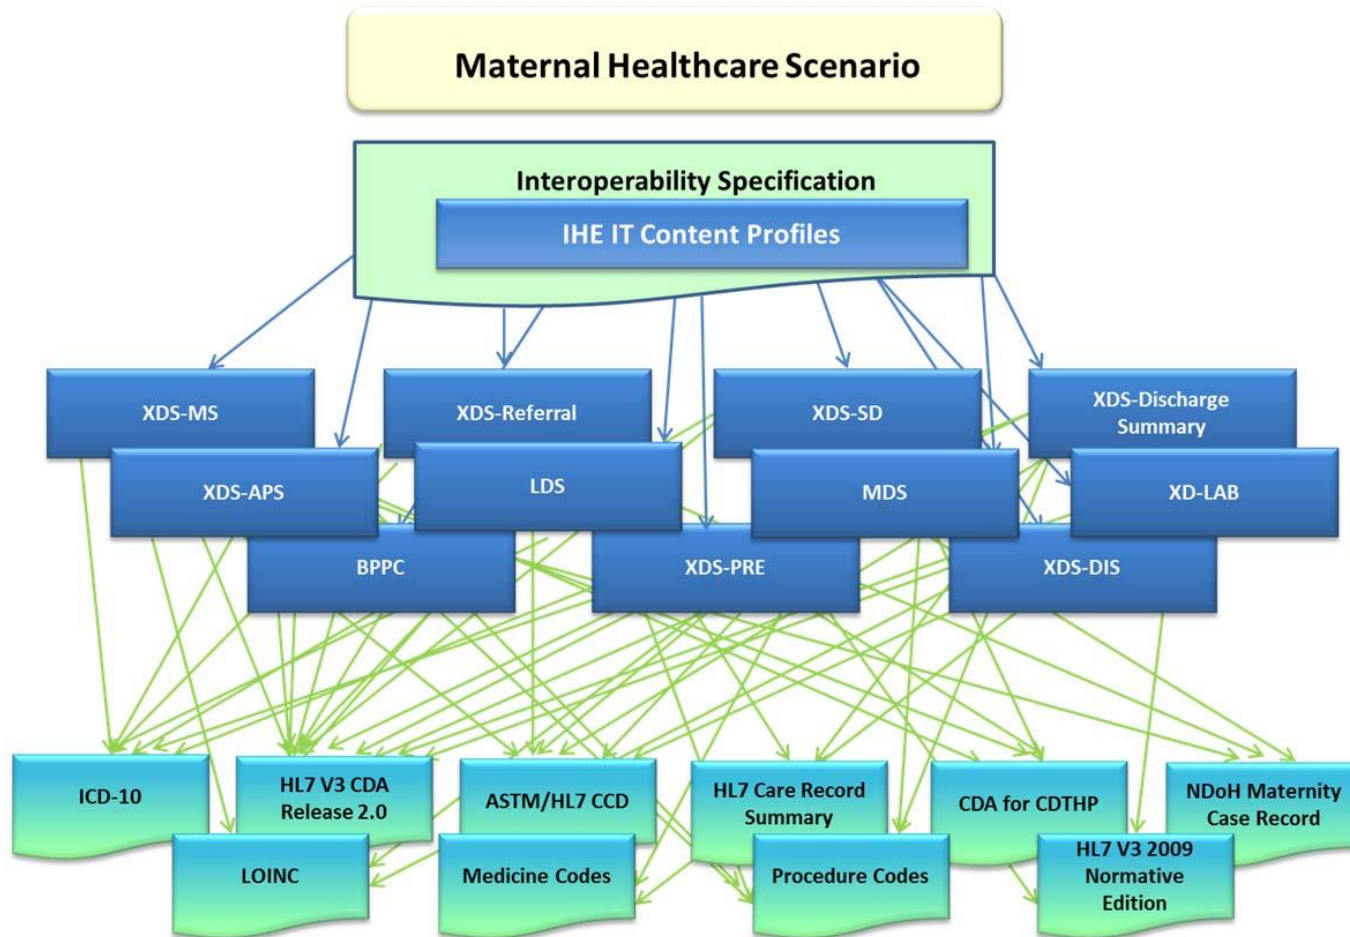 Maternal Healthcare Scenario
Interoperability Specification
IHE IT Content Profiles
XDS-MS
XDS-Referral
XDS-SD
XDS-Discharge
Summary
XDS-APS
LDS
MDS
XD-LAB
BPPC
XDS-PRE
XDS-DIS
ICD-10
HL7 V3 CDA
Release 2.0
ASTM/HL7 CCD
HL7 Care Record
Summary
CDA for CDTHP
NDoH Maternity
Case Record
LOINC
Medicine Codes
Procedure Codes
HL7 V3 2009
Normative
Edition